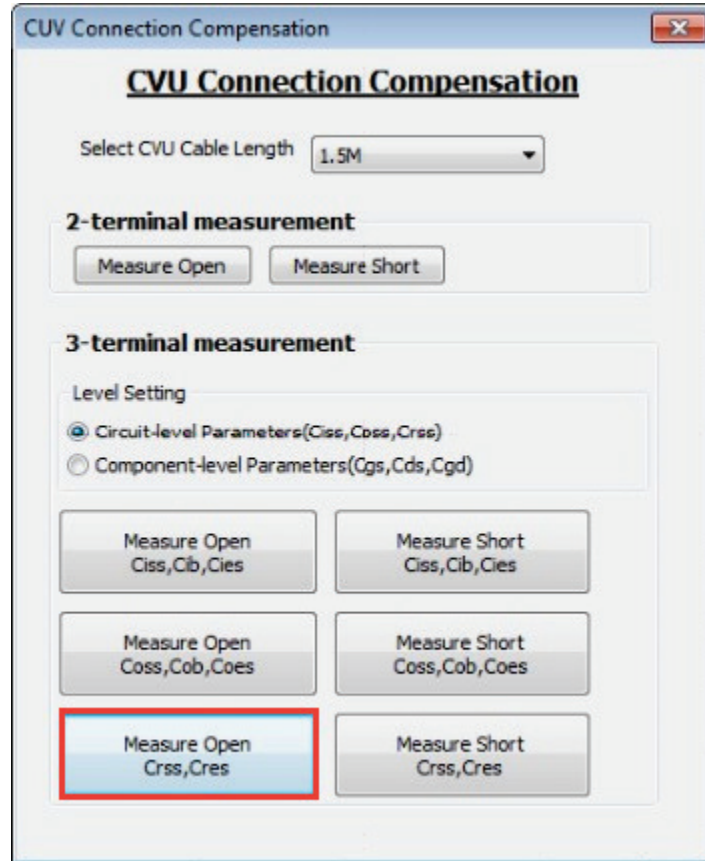 CUV Connection Compensation
CVU Connection Compensation
Select CVU Cable Length 1.5M
2-terminal measurement
Measure Open Measure Short
3-terminal measurement
Level Setting
Circuit-level Parameters(Ciss,Coss,Crss)
Component-level Parameters(Cgs,Cds,Cgd)
Measure Open
Ciss,Cib,Cies
Measure Short
Ciss,Cib,Cies
Measure Open
Coss,Cob,Coes
Measure Short
Coss,Cob,Coes
Measure Open
Crss,Cres
Measure Short
Crss,Cres